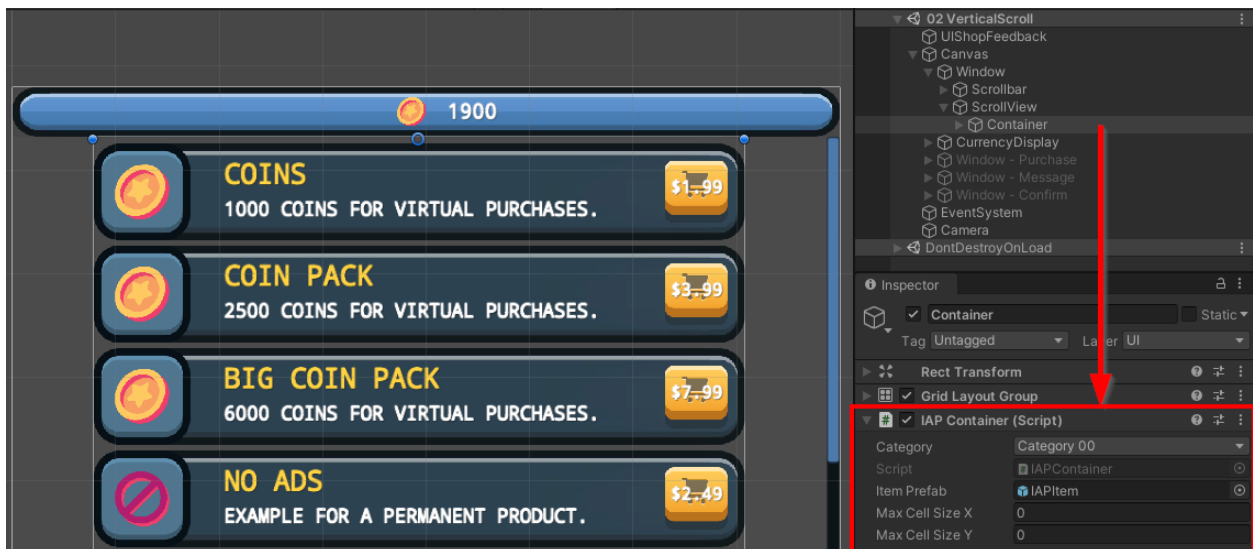 1900
COINS
1000 COINS FOR VIRTUAL PURCHASES.
$1.99
COIN PACK
2500 COINS FOR VIRTUAL PURCHASES.
$3.99
BIG COIN PACK
6000 COINS FOR VIRTUAL PURCHASES.
$7.99
NO ADS
EXAMPLE FOR A PERMANENT PRODUCT.
$2.49
02 VerticalScroll
UIShopFeedback
Canvas
Window
Scrollbar
ScrollView
Container
CurrencyDisplay
Window - Purchase
Window - Message
Window - Confirm
EventSystem
Camera
DontDestroyOnLoad
Inspector
Container Static
Tag Untagged Layer UI
Rect Transform
Grid Layout Group
# IAP Container (Script)
Category Category 00
Script IAPContainer
Item Prefab IAPItem
Max Cell Size X 0
Max Cell Size Y 0